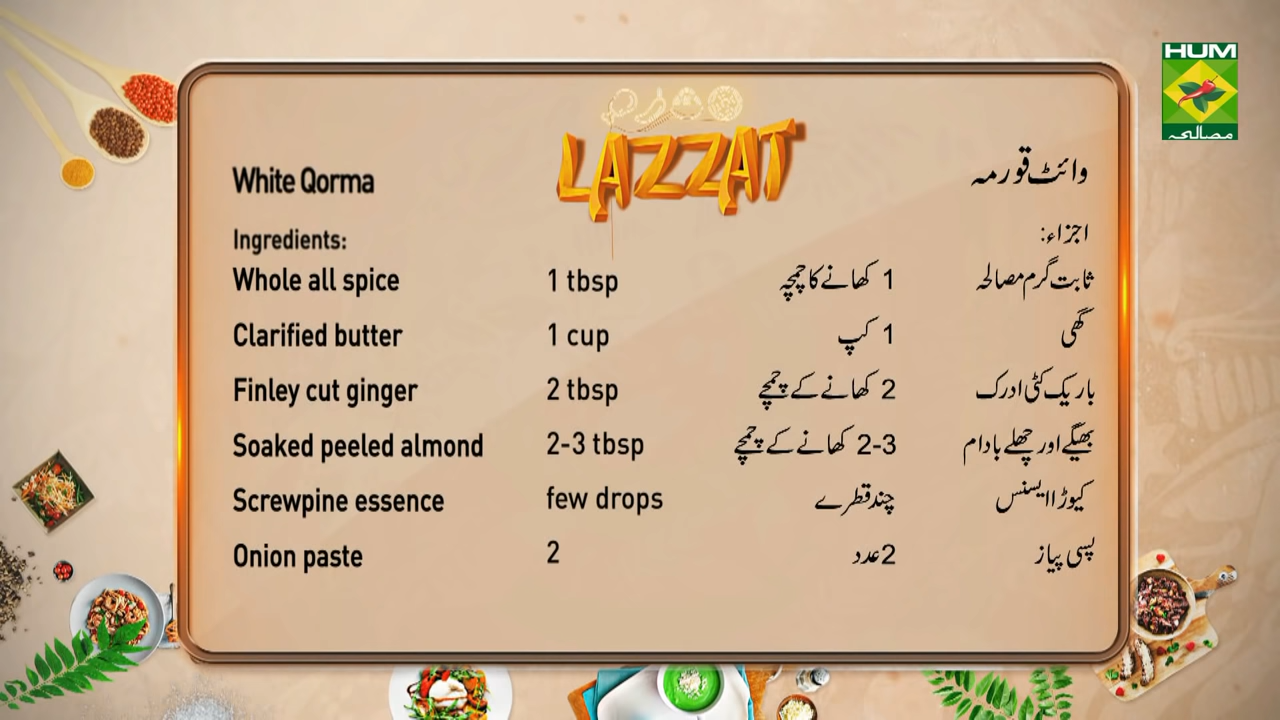 HUM
مصالحہ
LAZZAT
White Qorma وائٹ قورمہ
Ingredients: اجزاء:
Whole all spice 1 tbsp 1 کھانے کا چمچہ ثابت گرم مصالحہ
Clarified butter 1 cup 1 کپ گھی
Finley cut ginger 2 tbsp 2 کھانے کے چمچے باریک کٹی ادرک
Soaked peeled almond 2-3 tbsp 2-3 کھانے کے چمچے بھیگے اور چھلے بادام
Screwpine essence few drops چند قطرے کیوڑا ایسنس
Onion paste 2 2 عدد پسی پیاز